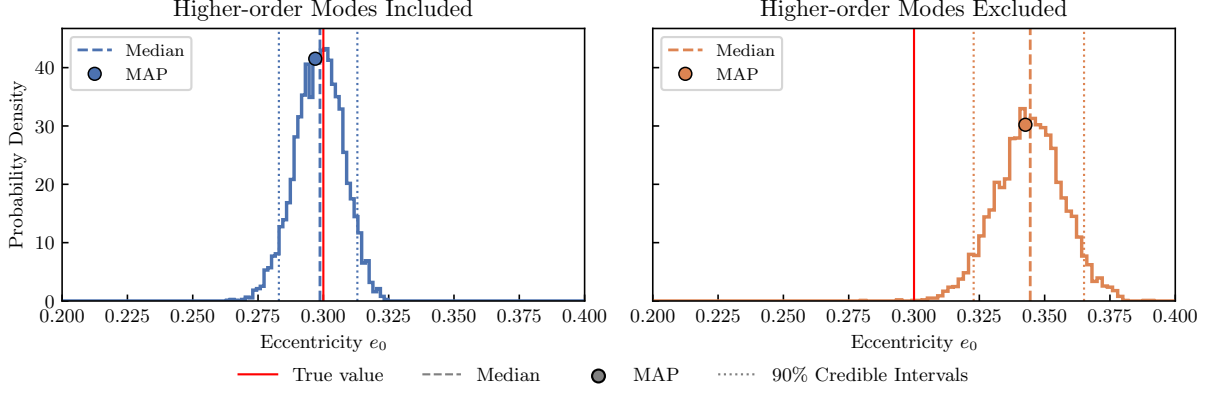 Higher-order Modes Included
Higher-order Modes Excluded
Median
MAP
Median
MAP
Probability Density
40
30
20
10
0
0.200 0.225 0.250 0.275 0.300 0.325 0.350 0.375 0.400
0.200 0.225 0.250 0.275 0.300 0.325 0.350 0.375 0.400
Eccentricity e₀
Eccentricity e₀
True value Median MAP 90% Credible Intervals